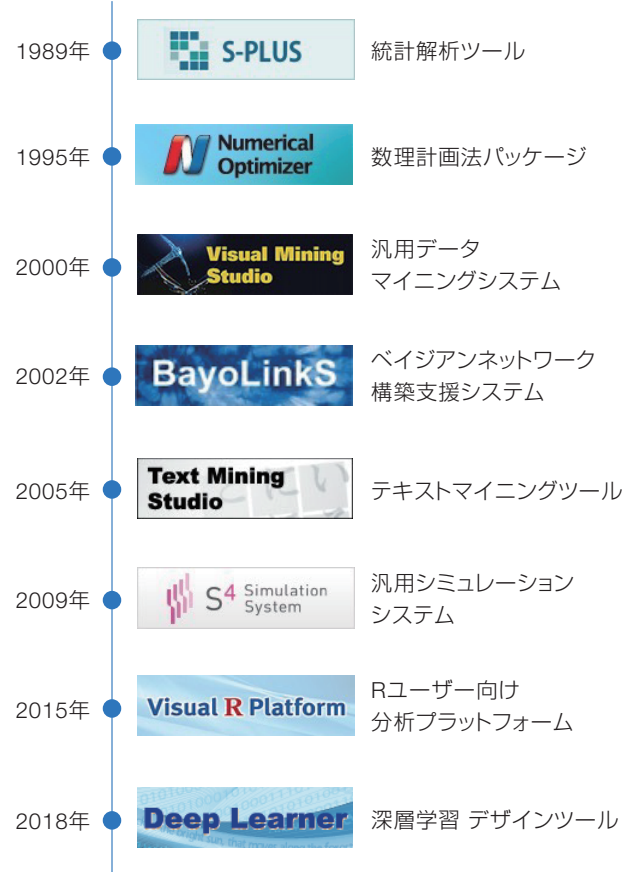 1989年
S-PLUS
統計解析ツール
1995年
Numerical
Optimizer
数理計画法パッケージ
2000年
Visual Mining
Studio
汎用データ
マイニングシステム
2002年
BayoLinkS
ベイジアンネットワーク
構築支援システム
2005年
Text Mining
Studio
テキストマイニングツール
2009年
S4 Simulation
System
汎用シミュレーション
システム
2015年
Visual R Platform
Rユーザー向け
分析プラットフォーム
2018年
Deep Learner
深層学習 デザインツール